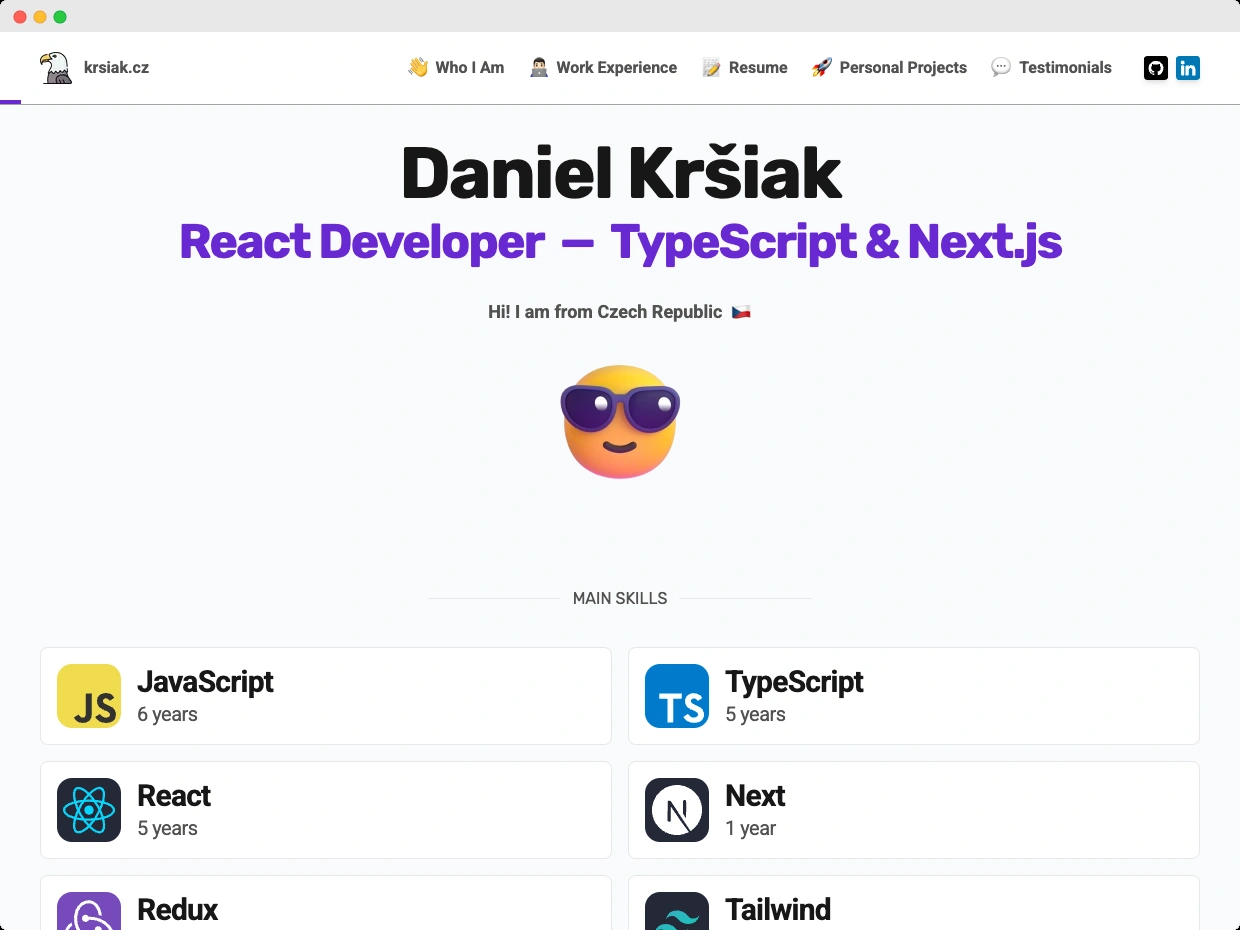 krsiak.cz
Who I Am
Work Experience
Resume
Personal Projects
Testimonials
in
Daniel Kršiak
React Developer — TypeScript & Next.js
Hi! I am from Czech Republic
MAIN SKILLS
JS
JavaScript
6 years
TS
TypeScript
5 years
React
5 years
N
Next
1 year
Redux
Tailwind